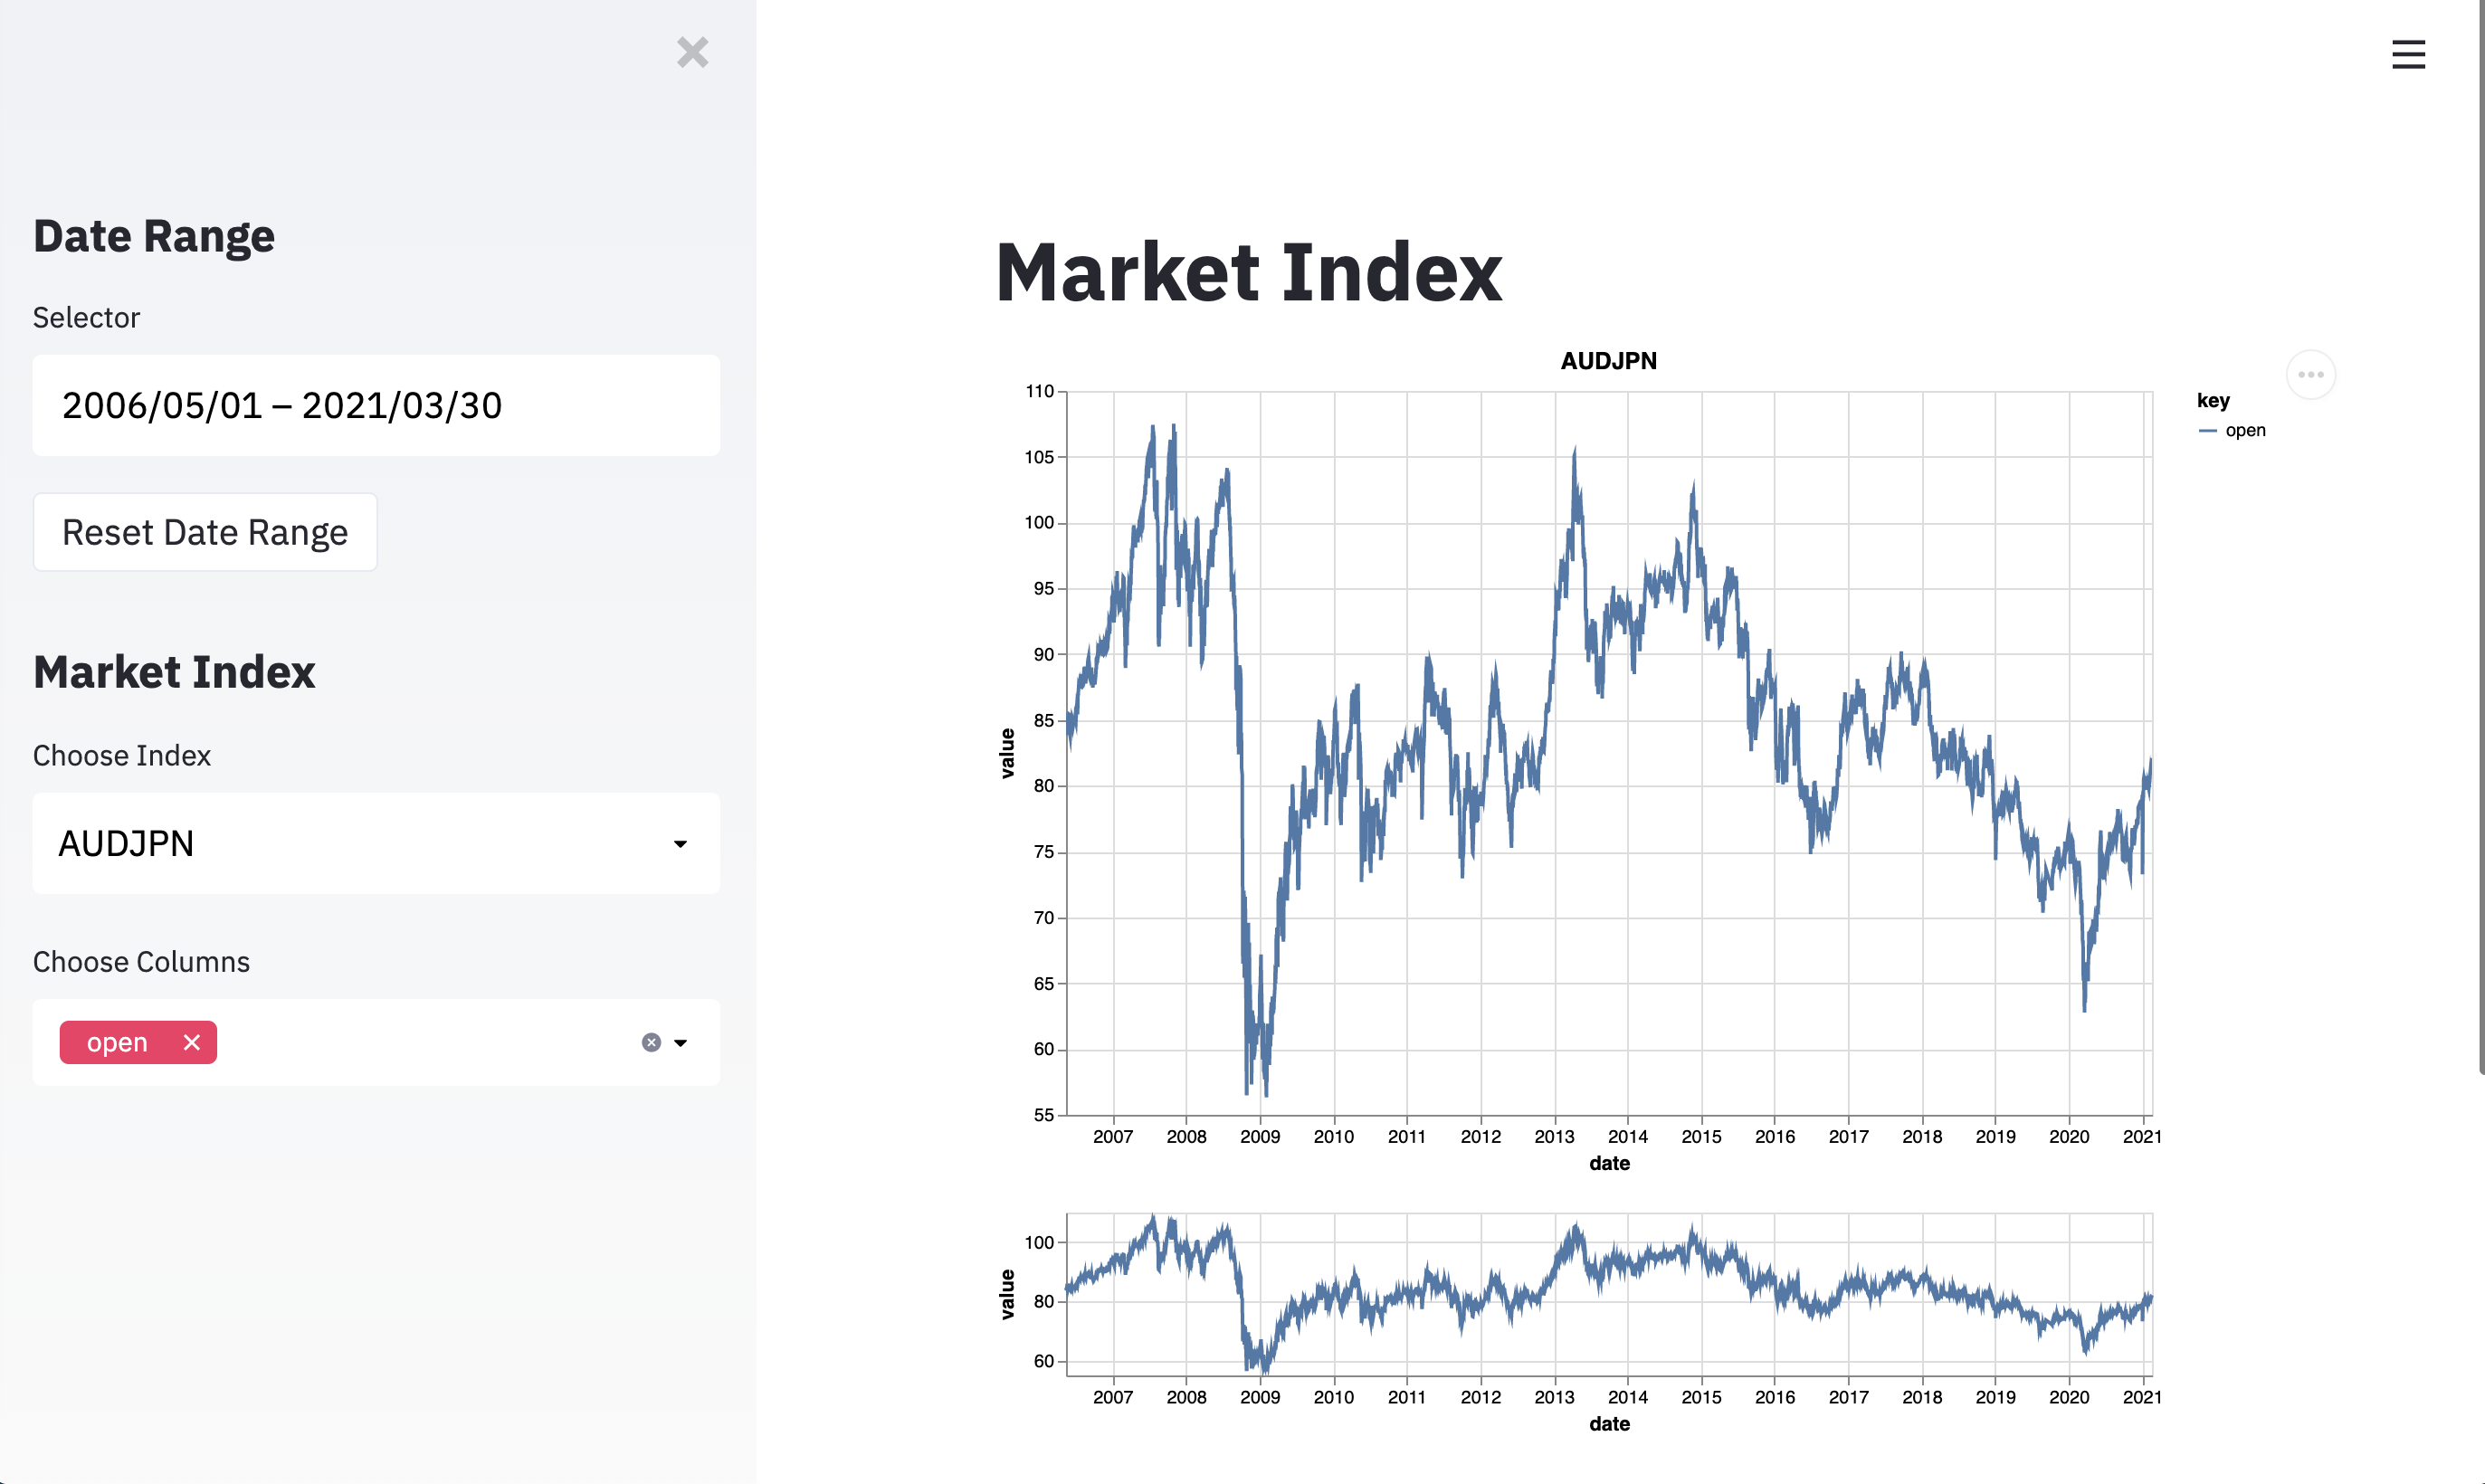 Date Range
Selector
2006/05/01 – 2021/03/30
Reset Date Range
Market Index
Choose Index
AUDJPN
Choose Columns
open
Market Index
AUDJPN
key
open
110
105
100
95
90
85
80
75
70
65
60
55
value
2007 2008 2009 2010 2011 2012 2013 2014 2015 2016 2017 2018 2019 2020 2021
date
100
80
60
value
2007 2008 2009 2010 2011 2012 2013 2014 2015 2016 2017 2018 2019 2020 2021
date